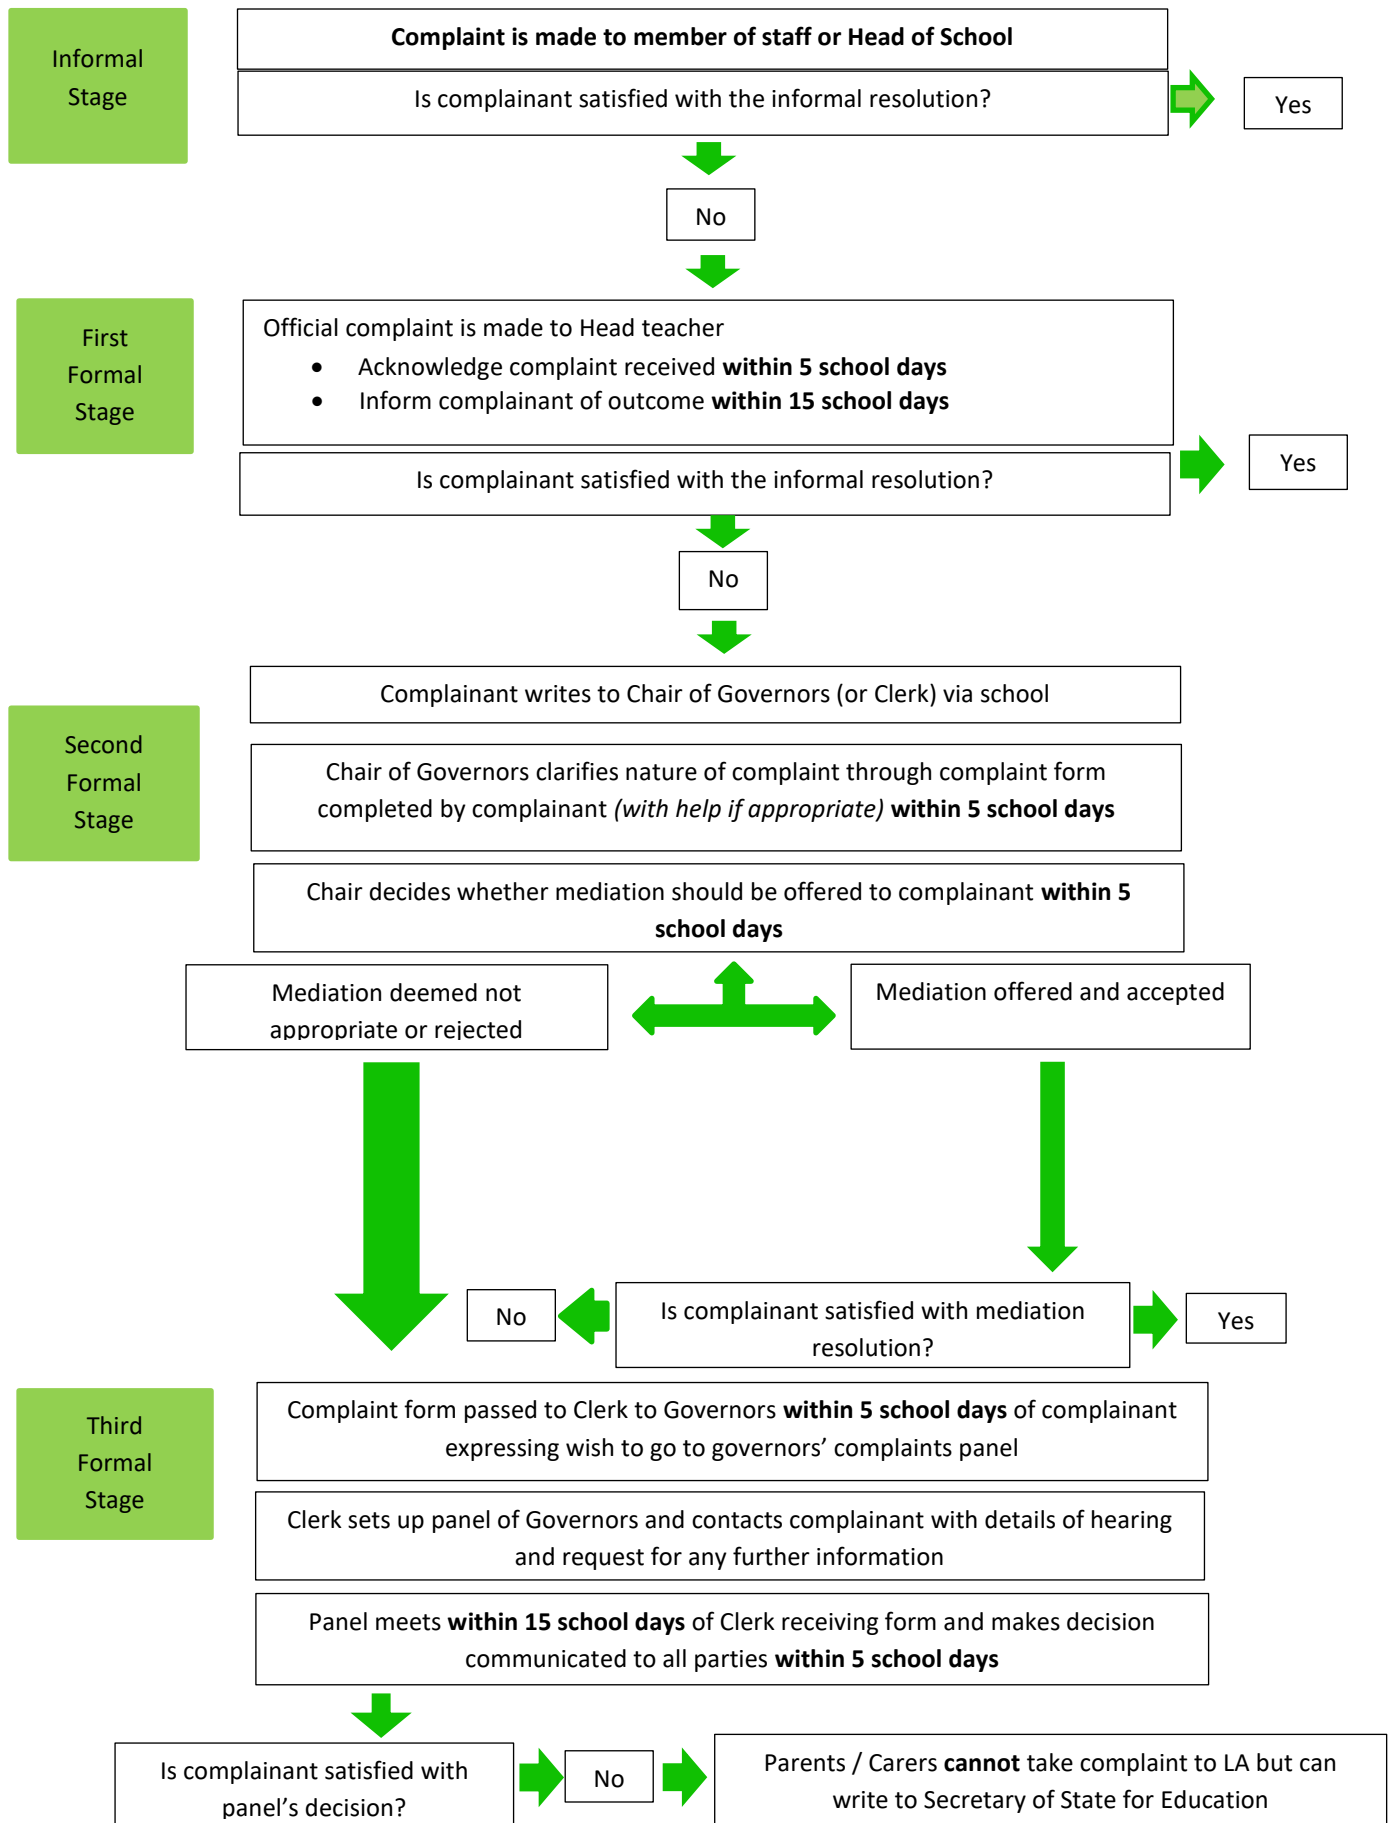 Informal
Stage
Complaint is made to member of staff or Head of School
Is complainant satisfied with the informal resolution?
Yes
No
First
Formal
Stage
Official complaint is made to Head teacher
• Acknowledge complaint received within 5 school days
• Inform complainant of outcome within 15 school days
Is complainant satisfied with the informal resolution?
Yes
No
Second
Formal
Stage
Complainant writes to Chair of Governors (or Clerk) via school
Chair of Governors clarifies nature of complaint through complaint form
completed by complainant (with help if appropriate) within 5 school days
Chair decides whether mediation should be offered to complainant within 5
school days
Mediation deemed not
appropriate or rejected
Mediation offered and accepted
No
Is complainant satisfied with mediation
resolution?
Yes
Third
Formal
Stage
Complaint form passed to Clerk to Governors within 5 school days of complainant
expressing wish to go to governors’ complaints panel
Clerk sets up panel of Governors and contacts complainant with details of hearing
and request for any further information
Panel meets within 15 school days of Clerk receiving form and makes decision
communicated to all parties within 5 school days
Is complainant satisfied with
panel’s decision?
No
Parents / Carers cannot take complaint to LA but can
write to Secretary of State for Education